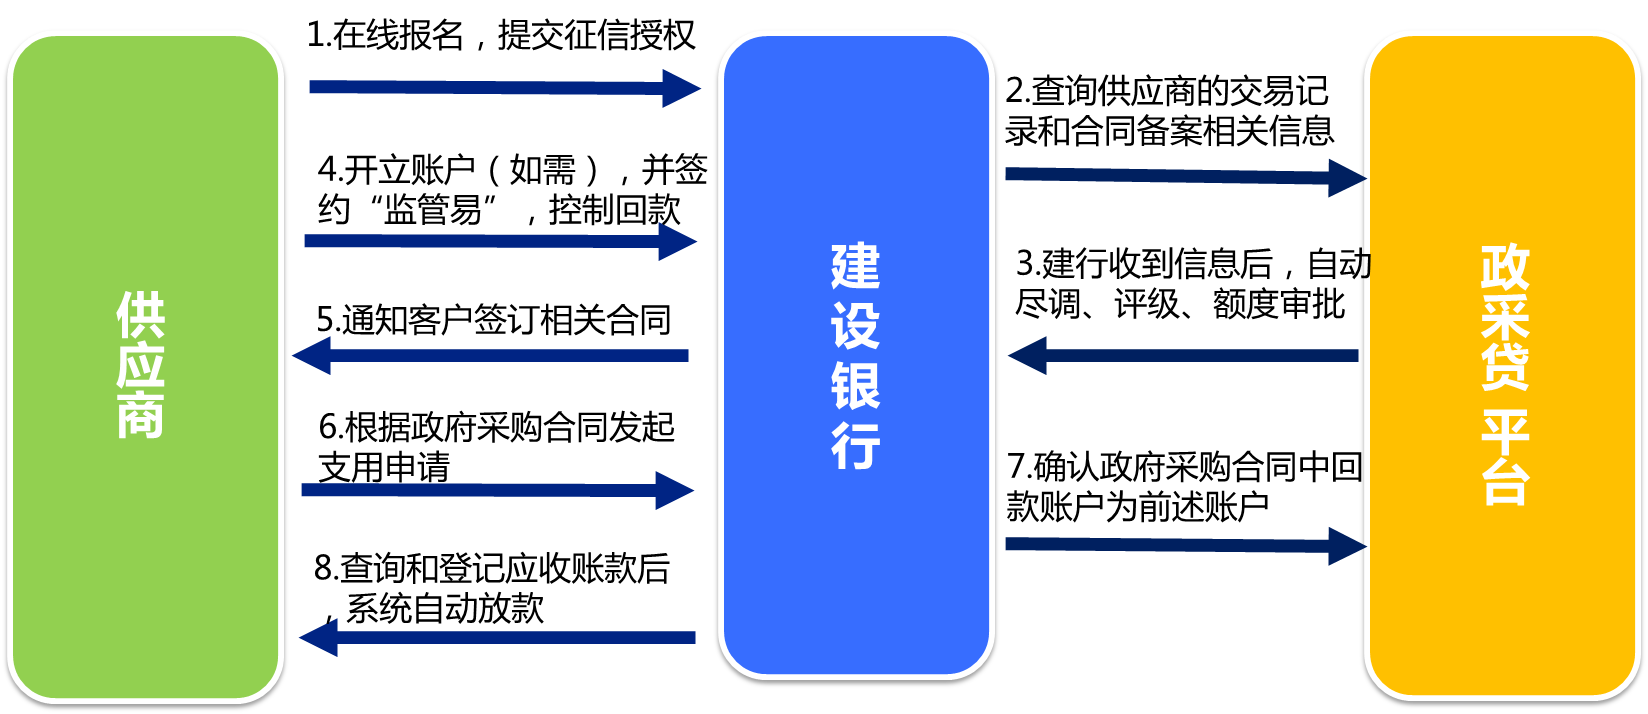 供应商
1.在线报名，提交征信授权
4.开立账户（如需），并签
约“监管易”，控制回款
5.通知客户签订相关合同
6.根据政府采购合同发起
支用申请
8.查询和登记应收账款后
，系统自动放款
建设银行
2.查询供应商的交易记
录和合同备案相关信息
3.建行收到信息后，自动
尽调、评级、额度审批
7.确认政府采购合同中回
款账户为前述账户
政采贷 平台